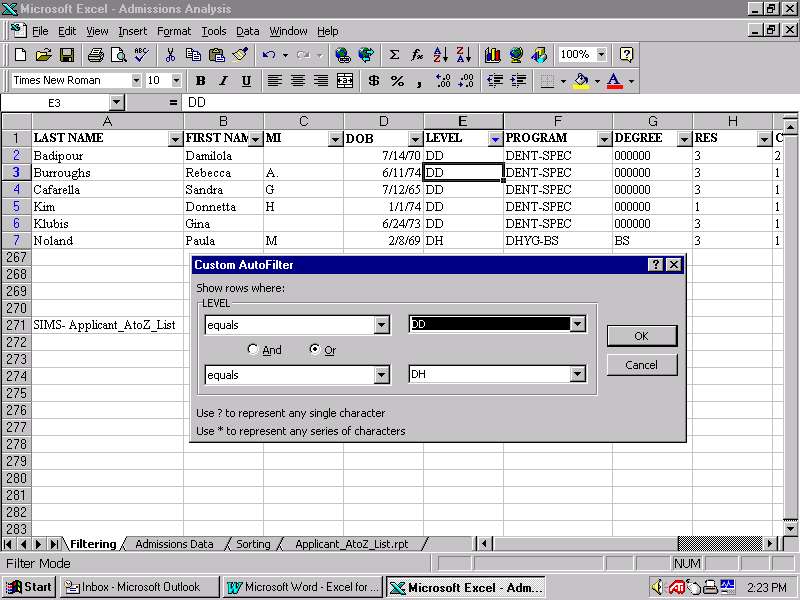 Microsoft Excel - Admissions Analysis
File Edit View Insert Format Tools Data Window Help
100%
Times New Roman 10 B I U $ % ,
E3 = DD
A B C D E F G H
1 LAST NAME FIRST NAM MI DOB LEVEL PROGRAM DEGREE RES C
2 Badipour Damilola 7/14/70 DD DENT-SPEC 000000 3 2
3 Burroughs Rebecca A. 6/11/74 DD DENT-SPEC 000000 3 1
4 Cafarella Sandra G 7/12/65 DD DENT-SPEC 000000 3 1
5 Kim Donnetta H 1/1/74 DD DENT-SPEC 000000 1 1
6 Klubis Gina 6/24/73 DD DENT-SPEC 000000 3 1
7 Noland Paula M 2/8/69 DH DHYG-BS BS 3 1
267
268
269
270
271 SIMS- Applicant_AtoZ_List
272
273
274
275
276
277
278
279
280
281
282
283
Custom AutoFilter
Show rows where:
LEVEL
equals DD
And Or
equals DH
OK
Cancel
Use ? to represent any single character
Use * to represent any series of characters
Filtering Admissions Data Sorting Applicant_AtoZ_List.rpt
Filter Mode NUM
Start Inbox - Microsoft Outlook Microsoft Word - Excel for ... Microsoft Excel - Adm... 2:23 PM